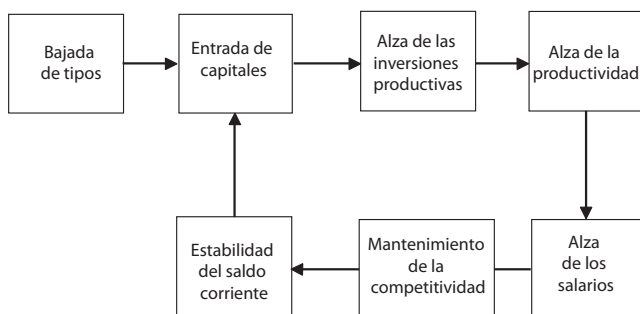 Bajada
de tipos
Entrada de
capitales
Alza de las
inversiones
productivas
Alza de la
productividad
Estabilidad
del saldo
corriente
Mantenimiento
de la
competitividad
Alza
de los
salarios